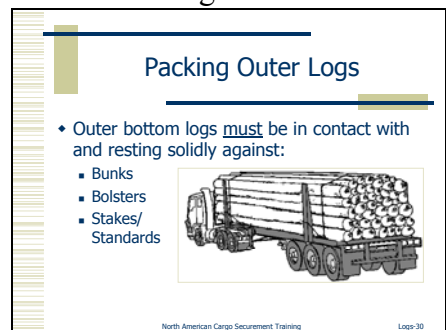 Packing Outer Logs
◆ Outer bottom logs must be in contact with
and resting solidly against:
■ Bunks
■ Bolsters
■ Stakes/
Standards
North American Cargo Securement Training Logs-30